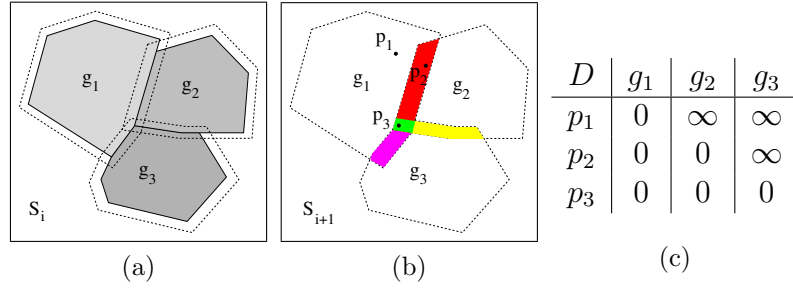 g₁
g₂
g₃
Sᵢ
(a)
p₁
g₁
p₂
g₂
p₃
g₃
Sᵢ₊₁
(b)
D g₁ g₂ g₃
p₁ 0 ∞ ∞
p₂ 0 0 ∞
p₃ 0 0 0
(c)